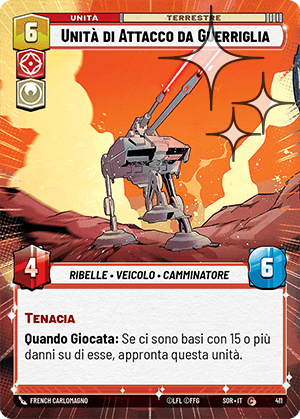 UNITÀ
TERRESTRE
6
Unità di Attacco da Guerriglia
4
RIBELLE • VEICOLO • CAMMINATORE
6
Tenacia
Quando Giocata: Se ci sono basi con 15 o più
danni su di esse, appronta questa unità.
FRENCH CARLOMAGNO
©LFL ©FFG
SOR • IT
C
411